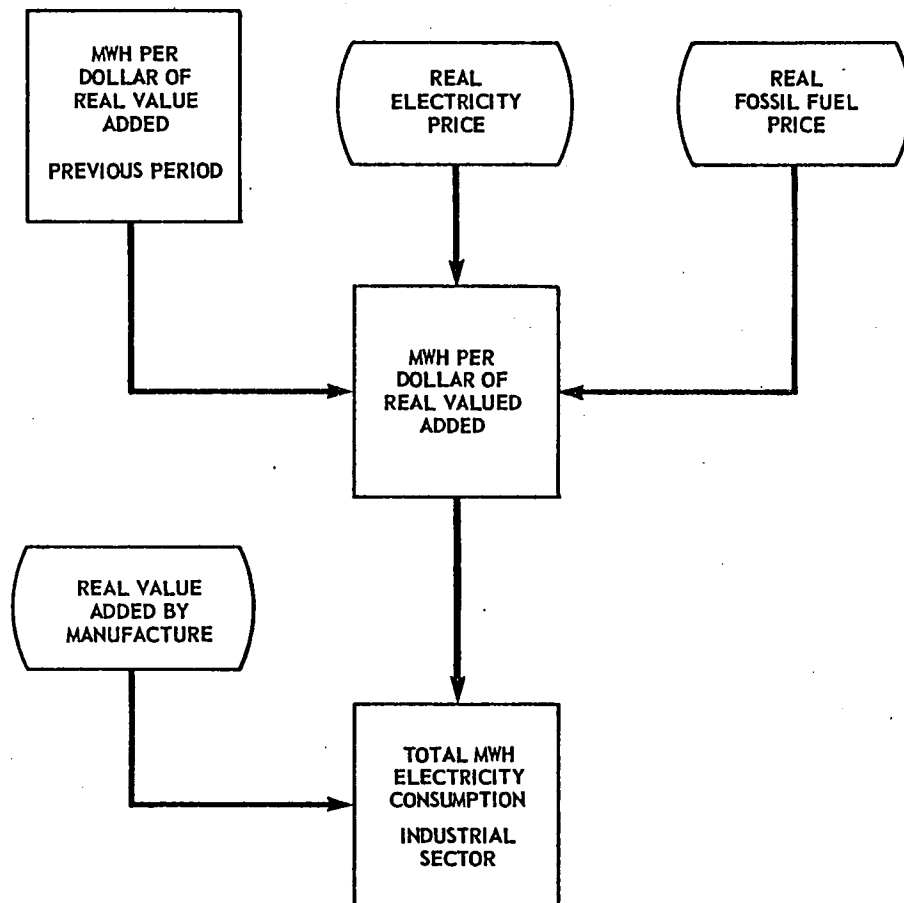 MWH PER
DOLLAR OF
REAL VALUE
ADDED
PREVIOUS PERIOD
REAL
ELECTRICITY
PRICE
REAL
FOSSIL FUEL
PRICE
MWH PER
DOLLAR OF
REAL VALUED
ADDED
REAL VALUE
ADDED BY
MANUFACTURE
TOTAL MWH
ELECTRICITY
CONSUMPTION
INDUSTRIAL
SECTOR